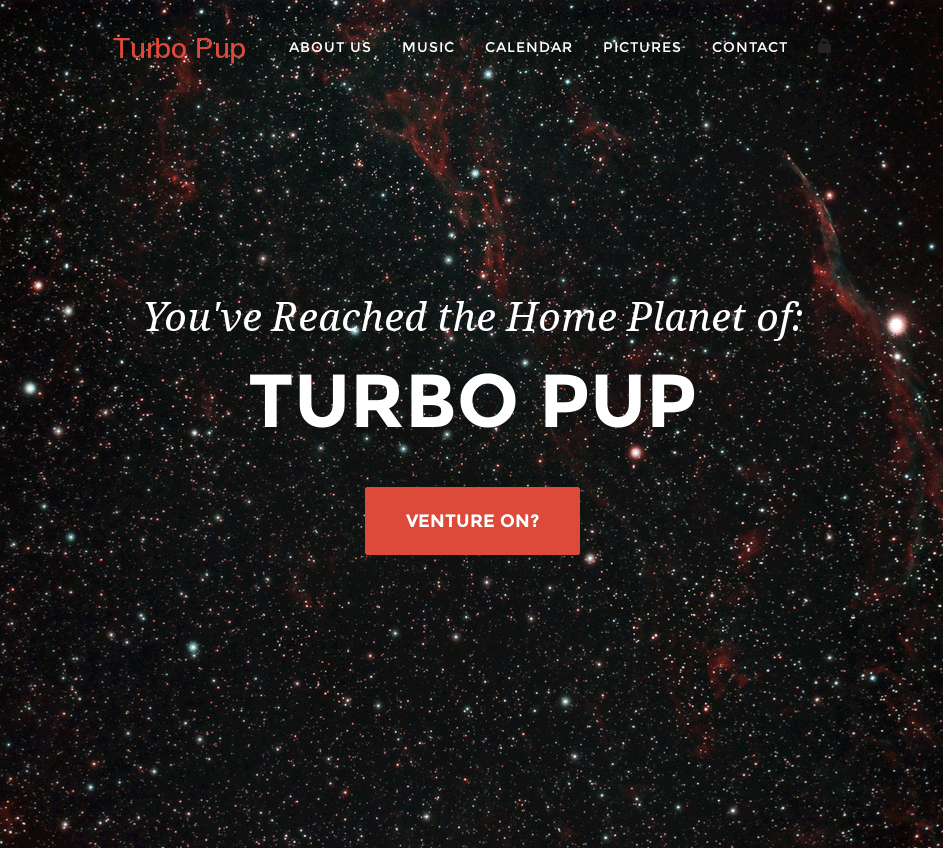 Turbo Pup
ABOUT US MUSIC CALENDAR PICTURES CONTACT
You've Reached the Home Planet of:
TURBO PUP
VENTURE ON?